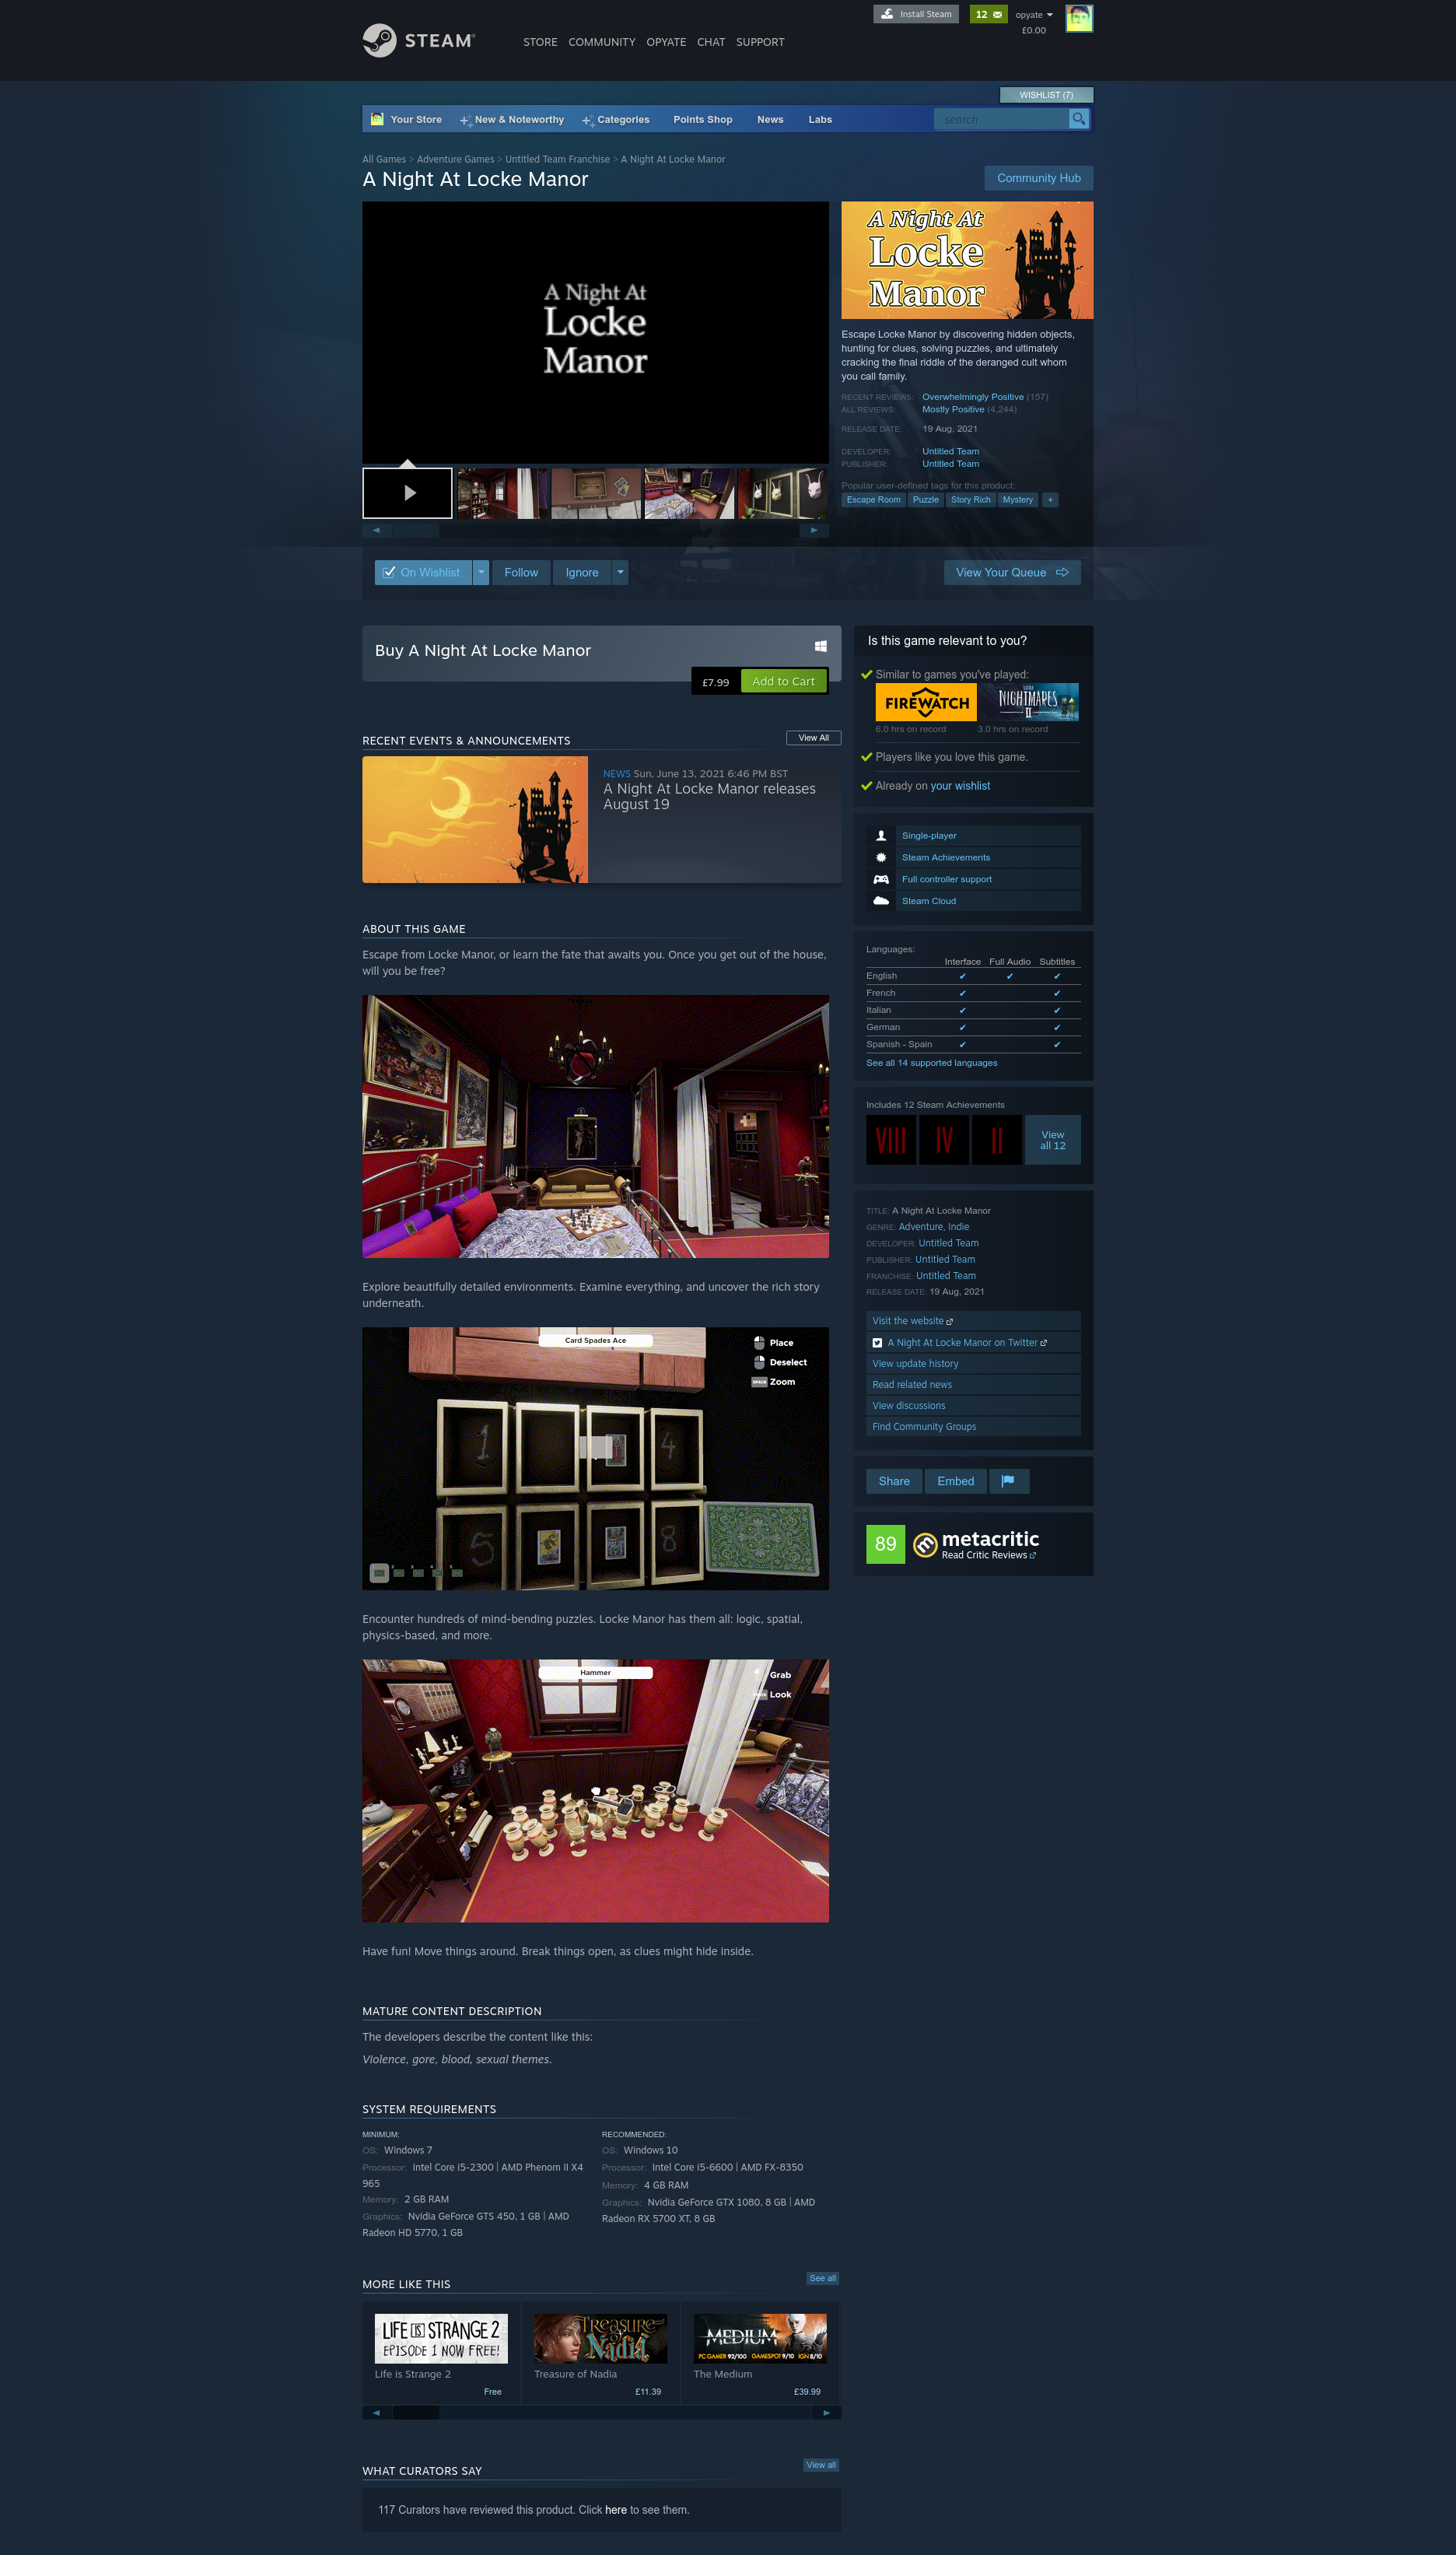 Install Steam
12
opyate
£0.00
STEAM®
STORE COMMUNITY OPYATE CHAT SUPPORT
WISHLIST (7)
Your Store New & Noteworthy Categories Points Shop News Labs
search
All Games > Adventure Games > Untitled Team Franchise > A Night At Locke Manor
A Night At Locke Manor
Community Hub
A Night At
Locke
Manor
A Night At
Locke
Manor
Escape Locke Manor by discovering hidden objects,
hunting for clues, solving puzzles, and ultimately
cracking the final riddle of the deranged cult whom
you call family.
RECENT REVIEWS: Overwhelmingly Positive (157)
ALL REVIEWS: Mostly Positive (4,244)
RELEASE DATE: 19 Aug, 2021
DEVELOPER: Untitled Team
PUBLISHER: Untitled Team
Popular user-defined tags for this product:
Escape Room Puzzle Story Rich Mystery +
On Wishlist Follow Ignore View Your Queue
Buy A Night At Locke Manor
£7.99 Add to Cart
RECENT EVENTS & ANNOUNCEMENTS View All
NEWS Sun, June 13, 2021 6:46 PM BST
A Night At Locke Manor releases
August 19
ABOUT THIS GAME
Escape from Locke Manor, or learn the fate that awaits you. Once you get out of the house,
will you be free?
Explore beautifully detailed environments. Examine everything, and uncover the rich story
underneath.
Card Spades Ace
Place
Deselect
SPACE Zoom
1
4
5
8
Encounter hundreds of mind-bending puzzles. Locke Manor has them all: logic, spatial,
physics-based, and more.
Hammer
Grab
Look
Have fun! Move things around. Break things open, as clues might hide inside.
MATURE CONTENT DESCRIPTION
The developers describe the content like this:
Violence, gore, blood, sexual themes.
SYSTEM REQUIREMENTS
MINIMUM:
OS: Windows 7
Processor: Intel Core i5-2300 | AMD Phenom II X4
965
Memory: 2 GB RAM
Graphics: Nvidia GeForce GTS 450, 1 GB | AMD
Radeon HD 5770, 1 GB
RECOMMENDED:
OS: Windows 10
Processor: Intel Core i5-6600 | AMD FX-8350
Memory: 4 GB RAM
Graphics: Nvidia GeForce GTX 1080, 8 GB | AMD
Radeon RX 5700 XT, 8 GB
MORE LIKE THIS See all
LIFE IS STRANGE 2
EPISODE 1 NOW FREE!
Life is Strange 2
Free
Treasure of Nadia
Treasure of Nadia
£11.39
MEDIUM
PC GAMER 92/100 GAMESPOT 9/10 IGN 8/10
The Medium
£39.99
WHAT CURATORS SAY View all
117 Curators have reviewed this product. Click here to see them.
Is this game relevant to you?
Similar to games you've played:
FIREWATCH
LITTLE NIGHTMARES II
6.0 hrs on record 3.0 hrs on record
Players like you love this game.
Already on your wishlist
Single-player
Steam Achievements
Full controller support
Steam Cloud
Languages:
Interface Full Audio Subtitles
English ✔ ✔ ✔
French ✔ ✔
Italian ✔ ✔
German ✔ ✔
Spanish - Spain ✔ ✔
See all 14 supported languages
Includes 12 Steam Achievements
VIII IV II
View
all 12
TITLE: A Night At Locke Manor
GENRE: Adventure, Indie
DEVELOPER: Untitled Team
PUBLISHER: Untitled Team
FRANCHISE: Untitled Team
RELEASE DATE: 19 Aug, 2021
Visit the website
A Night At Locke Manor on Twitter
View update history
Read related news
View discussions
Find Community Groups
Share Embed
89 metacritic
Read Critic Reviews